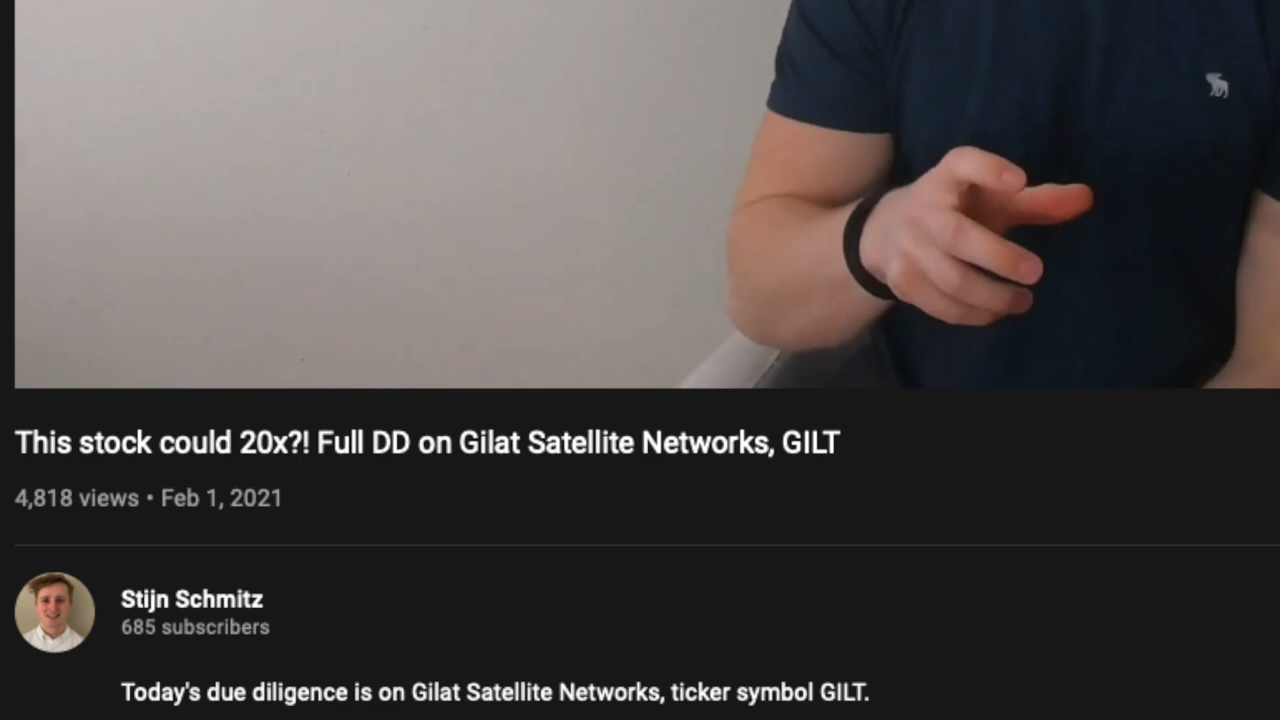 This stock could 20x?! Full DD on Gilat Satellite Networks, GILT
4,818 views • Feb 1, 2021
Stijn Schmitz
685 subscribers
Today's due diligence is on Gilat Satellite Networks, ticker symbol GILT.